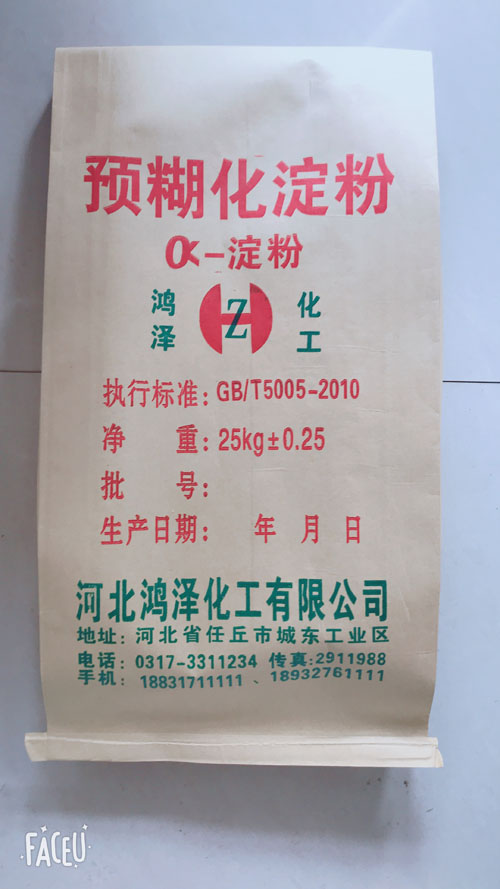 预糊化淀粉
α-淀粉
鸿泽
HZ
化工
执行标准：GB/T5005-2010
净 重：25kg±0.25
批 号：
生产日期： 年 月 日
河北鸿泽化工有限公司
地址：河北省任丘市城东工业区
电话：0317-3311234 传真:2911988
手机：18831711111 、18932761111
FACEU